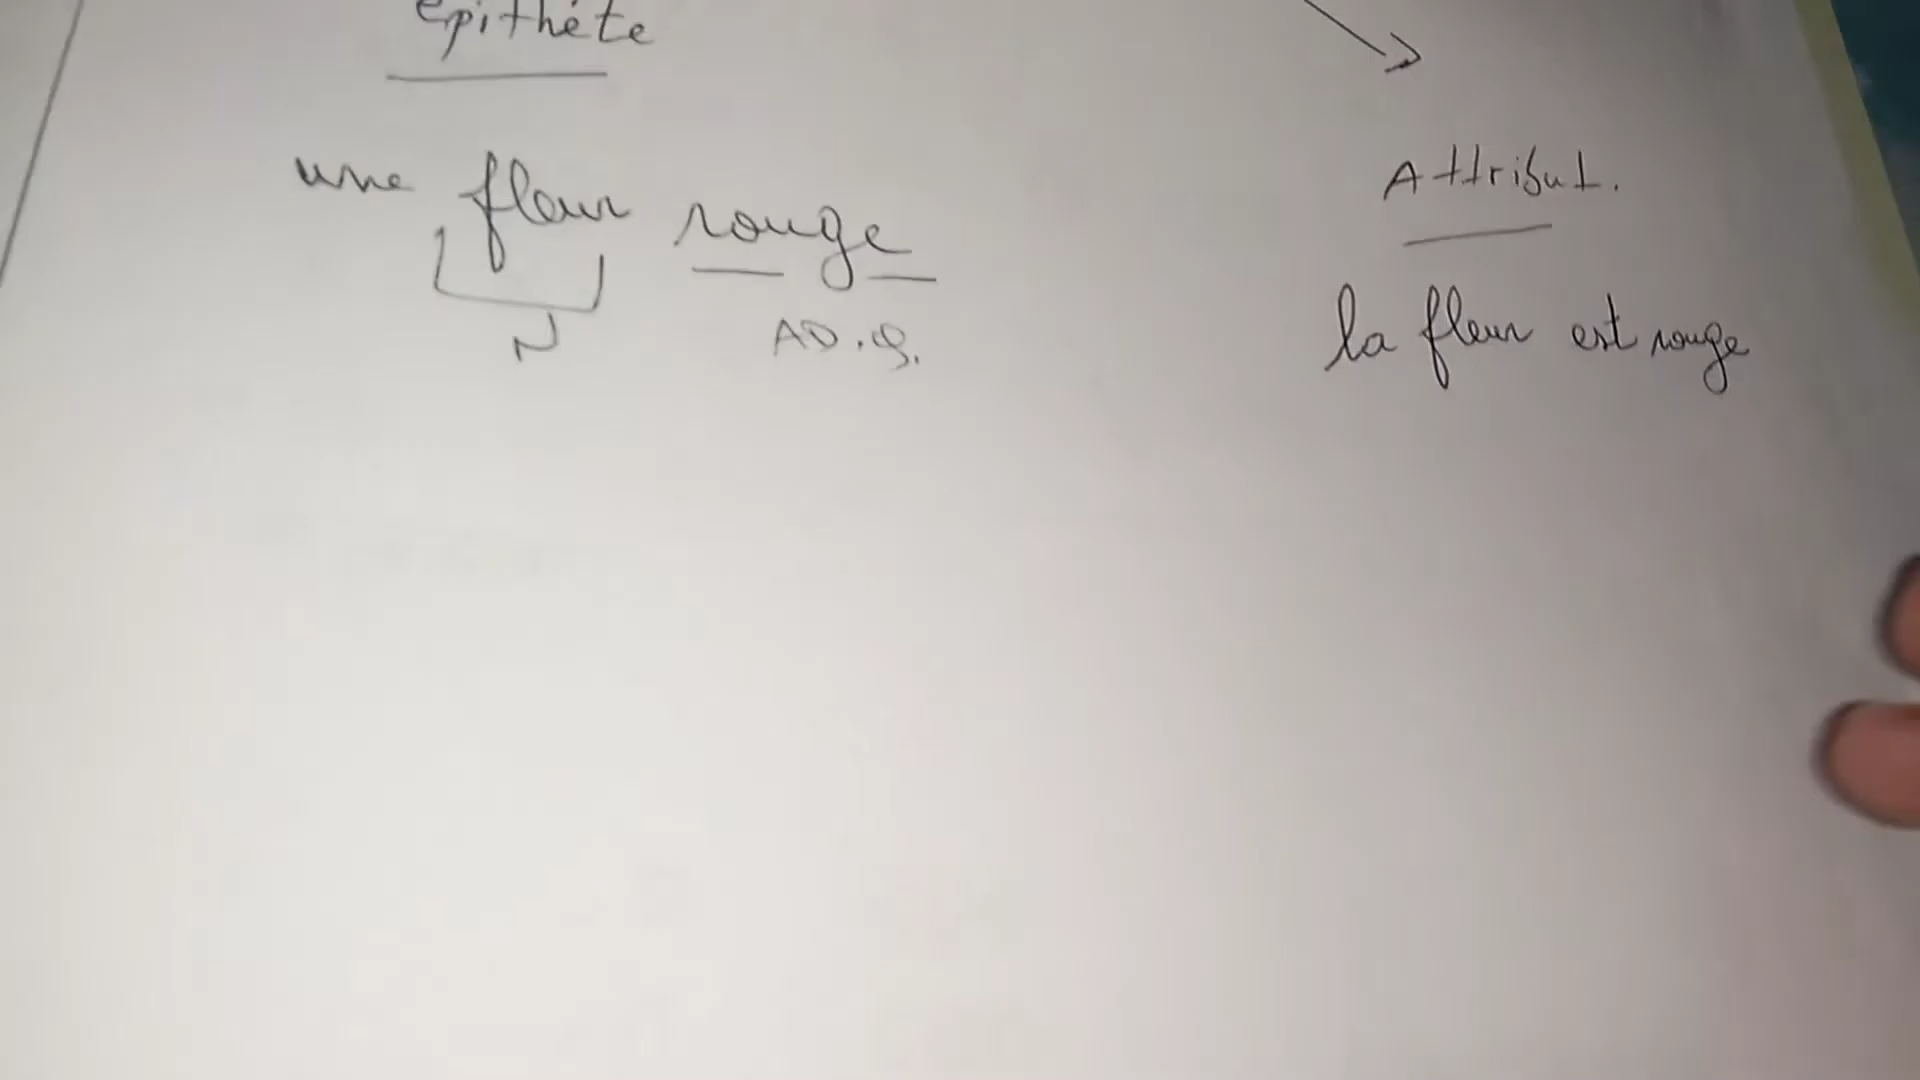 épithète
une fleur rouge
N
AD.Q.
Attribut.
la fleur est rouge